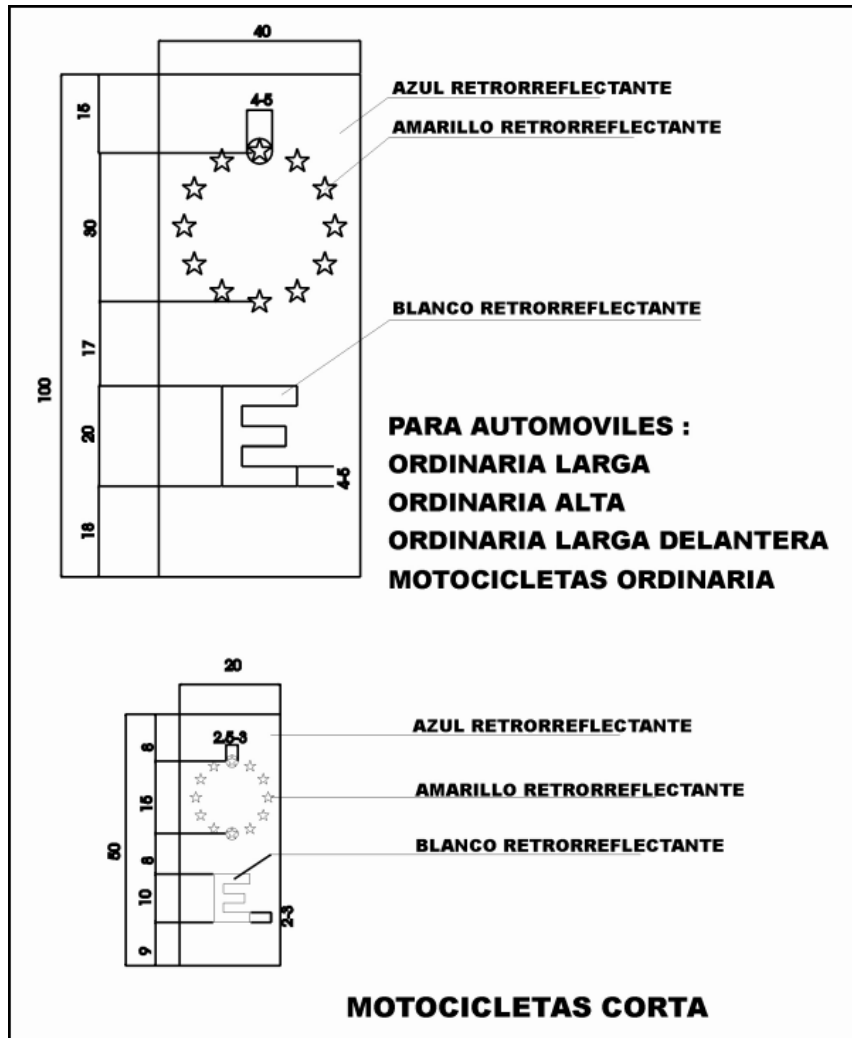 40
15
4-5
AZUL RETRORREFLECTANTE
AMARILLO RETRORREFLECTANTE
30
BLANCO RETRORREFLECTANTE
17
100
20
E
4-5
18
PARA AUTOMOVILES :
ORDINARIA LARGA
ORDINARIA ALTA
ORDINARIA LARGA DELANTERA
MOTOCICLETAS ORDINARIA
20
8
2,5-3
AZUL RETRORREFLECTANTE
15
AMARILLO RETRORREFLECTANTE
50
8
BLANCO RETRORREFLECTANTE
10
E
2-3
9
MOTOCICLETAS CORTA